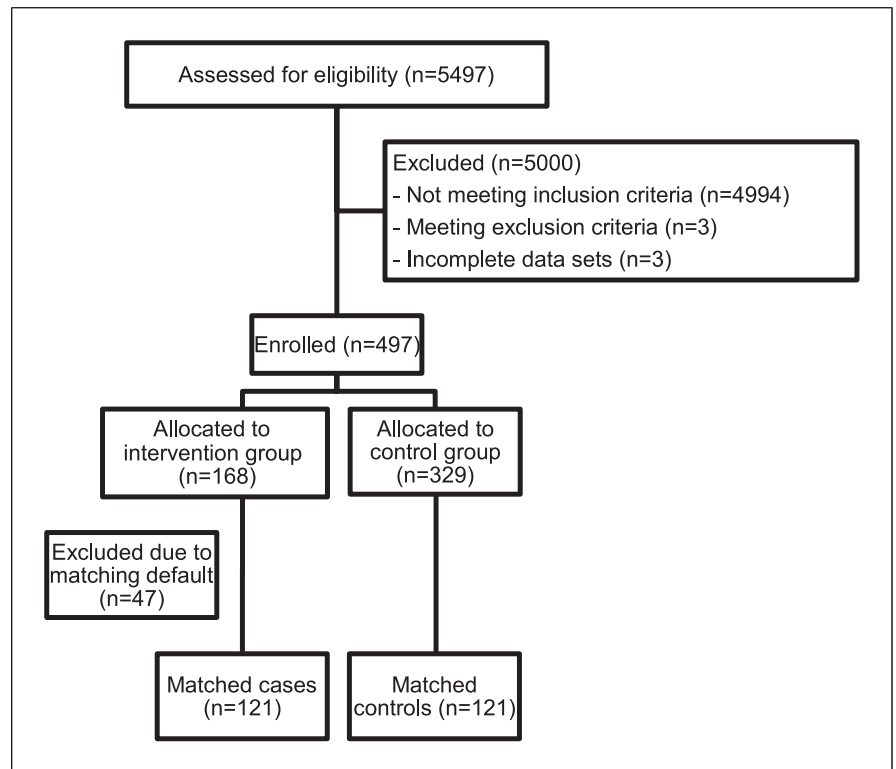 Assessed for eligibility (n=5497)
Excluded (n=5000)
- Not meeting inclusion criteria (n=4994)
- Meeting exclusion criteria (n=3)
- Incomplete data sets (n=3)
Enrolled (n=497)
Allocated to
intervention group
(n=168)
Allocated to
control group
(n=329)
Excluded due to
matching default
(n=47)
Matched cases
(n=121)
Matched
controls (n=121)